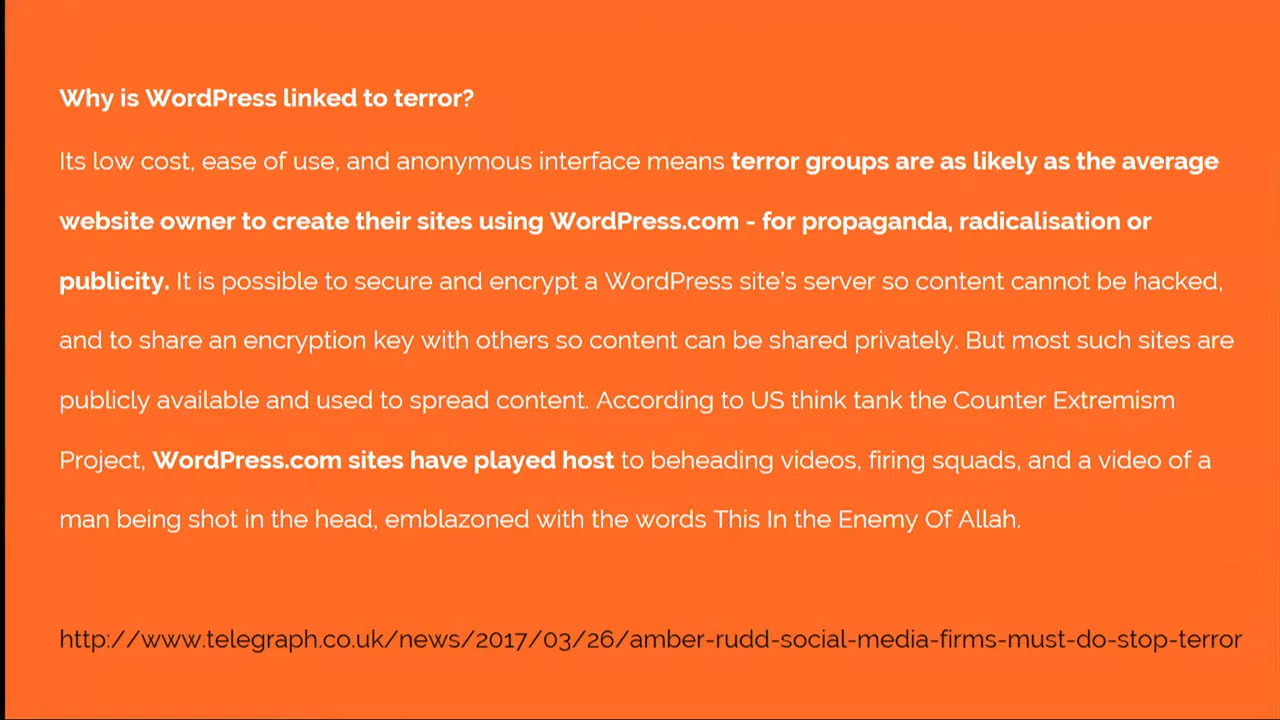 Why is WordPress linked to terror?
Its low cost, ease of use, and anonymous interface means terror groups are as likely as the average
website owner to create their sites using WordPress.com - for propaganda, radicalisation or
publicity. It is possible to secure and encrypt a WordPress site's server so content cannot be hacked,
and to share an encryption key with others so content can be shared privately. But most such sites are
publicly available and used to spread content. According to US think tank the Counter Extremism
Project, WordPress.com sites have played host to beheading videos, firing squads, and a video of a
man being shot in the head, emblazoned with the words This In the Enemy Of Allah.
http://www.telegraph.co.uk/news/2017/03/26/amber-rudd-social-media-firms-must-do-stop-terror